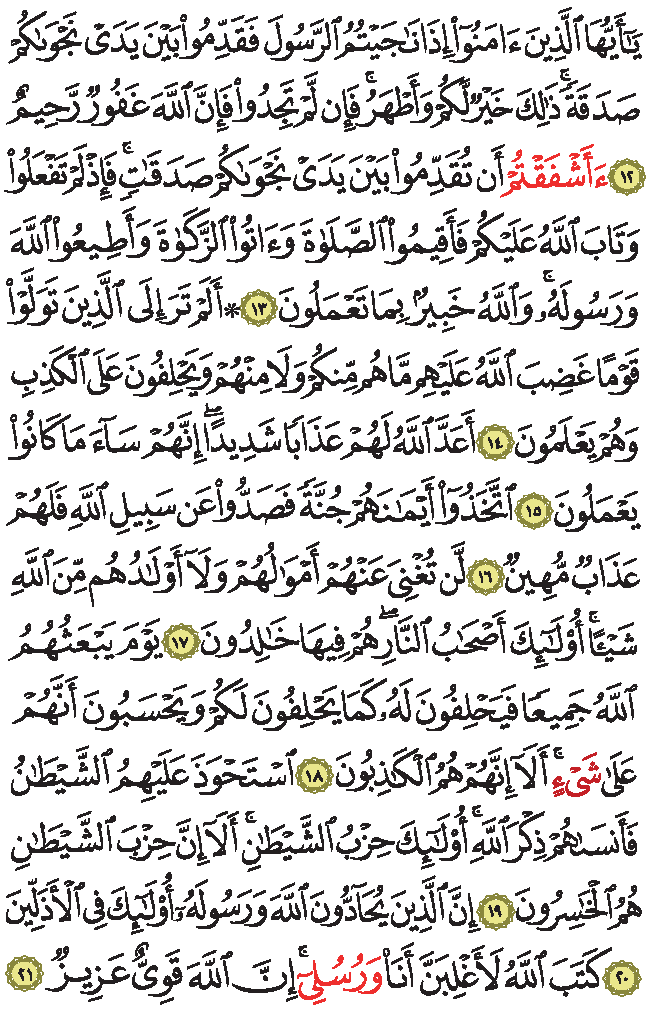 يَٰٓأَيُّهَا ٱلَّذِينَ ءَامَنُوٓا۟ إِذَا نَٰجَيْتُمُ ٱلرَّسُولَ فَقَدِّمُوا۟ بَيْنَ يَدَىْ نَجْوَىٰكُمْ
صَدَقَةً ۚ ذَٰلِكَ خَيْرٌ لَّكُمْ وَأَطْهَرُ ۚ فَإِن لَّمْ تَجِدُوا۟ فَإِنَّ ٱللَّهَ غَفُورٌ رَّحِيمٌ
١٢ ءَأَشْفَقْتُمْ أَن تُقَدِّمُوا۟ بَيْنَ يَدَىْ نَجْوَىٰكُمْ صَدَقَٰتٍ ۚ فَإِذْ لَمْ تَفْعَلُوا۟
وَتَابَ ٱللَّهُ عَلَيْكُمْ فَأَقِيمُوا۟ ٱلصَّلَوٰةَ وَءَاتُوا۟ ٱلزَّكَوٰةَ وَأَطِيعُوا۟ ٱللَّهَ
وَرَسُولَهُۥ ۚ وَٱللَّهُ خَبِيرٌۢ بِمَا تَعْمَلُونَ ١٣ * أَلَمْ تَرَ إِلَى ٱلَّذِينَ تَوَلَّوْا۟
قَوْمًا غَضِبَ ٱللَّهُ عَلَيْهِم مَّا هُم مِّنكُمْ وَلَا مِنْهُمْ وَيَحْلِفُونَ عَلَى ٱلْكَذِبِ
وَهُمْ يَعْلَمُونَ ١٤ أَعَدَّ ٱللَّهُ لَهُمْ عَذَابًا شَدِيدًا ۖ إِنَّهُمْ سَآءَ مَا كَانُوا۟
يَعْمَلُونَ ١٥ ٱتَّخَذُوٓا۟ أَيْمَٰنَهُمْ جُنَّةً فَصَدُّوا۟ عَن سَبِيلِ ٱللَّهِ فَلَهُمْ
عَذَابٌ مُّهِينٌ ١٦ لَّن تُغْنِىَ عَنْهُمْ أَمْوَٰلُهُمْ وَلَآ أَوْلَٰدُهُم مِّنَ ٱللَّهِ
شَيْـًٔا ۚ أُو۟لَٰٓئِكَ أَصْحَٰبُ ٱلنَّارِ ۖ هُمْ فِيهَا خَٰلِدُونَ ١٧ يَوْمَ يَبْعَثُهُمُ
ٱللَّهُ جَمِيعًا فَيَحْلِفُونَ لَهُۥ كَمَا يَحْلِفُونَ لَكُمْ وَيَحْسَبُونَ أَنَّهُمْ
عَلَىٰ شَىْءٍ ۚ أَلَآ إِنَّهُمْ هُمُ ٱلْكَٰذِبُونَ ١٨ ٱسْتَحْوَذَ عَلَيْهِمُ ٱلشَّيْطَٰنُ
فَأَنسَىٰهُمْ ذِكْرَ ٱللَّهِ ۚ أُو۟لَٰٓئِكَ حِزْبُ ٱلشَّيْطَٰنِ ۚ أَلَآ إِنَّ حِزْبَ ٱلشَّيْطَٰنِ
هُمُ ٱلْخَٰسِرُونَ ١٩ إِنَّ ٱلَّذِينَ يُحَآدُّونَ ٱللَّهَ وَرَسُولَهُۥٓ أُو۟لَٰٓئِكَ فِى ٱلْأَذَلِّينَ
٢٠ كَتَبَ ٱللَّهُ لَأَغْلِبَنَّ أَنَا۠ وَرُسُلِىٓ ۚ إِنَّ ٱللَّهَ قَوِىٌّ عَزِيزٌ ٢١